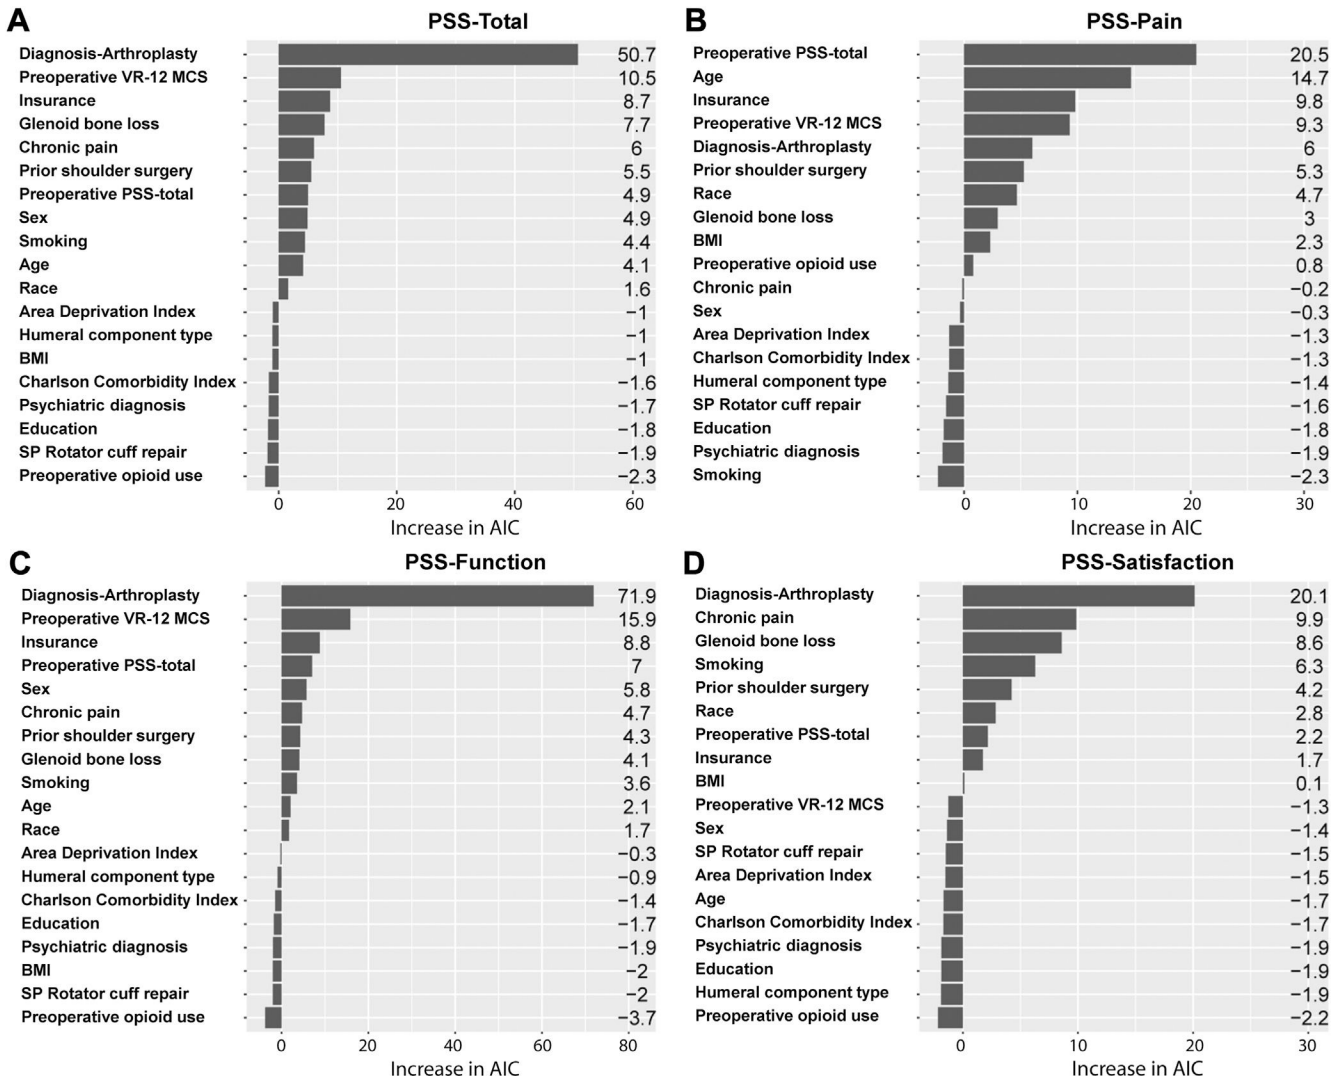 A
PSS-Total
Diagnosis-Arthroplasty 50.7
Preoperative VR-12 MCS 10.5
Insurance 8.7
Glenoid bone loss 7.7
Chronic pain 6
Prior shoulder surgery 5.5
Preoperative PSS-total 4.9
Sex 4.9
Smoking 4.4
Age 4.1
Race 1.6
Area Deprivation Index −1
Humeral component type −1
BMI −1
Charlson Comorbidity Index −1.6
Psychiatric diagnosis −1.7
Education −1.8
SP Rotator cuff repair −1.9
Preoperative opioid use −2.3
0 20 40 60
Increase in AIC
B
PSS-Pain
Preoperative PSS-total 20.5
Age 14.7
Insurance 9.8
Preoperative VR-12 MCS 9.3
Diagnosis-Arthroplasty 6
Prior shoulder surgery 5.3
Race 4.7
Glenoid bone loss 3
BMI 2.3
Preoperative opioid use 0.8
Chronic pain −0.2
Sex −0.3
Area Deprivation Index −1.3
Charlson Comorbidity Index −1.3
Humeral component type −1.4
SP Rotator cuff repair −1.6
Education −1.8
Psychiatric diagnosis −1.9
Smoking −2.3
0 10 20 30
Increase in AIC
C
PSS-Function
Diagnosis-Arthroplasty 71.9
Preoperative VR-12 MCS 15.9
Insurance 8.8
Preoperative PSS-total 7
Sex 5.8
Chronic pain 4.7
Prior shoulder surgery 4.3
Glenoid bone loss 4.1
Smoking 3.6
Age 2.1
Race 1.7
Area Deprivation Index −0.3
Humeral component type −0.9
Charlson Comorbidity Index −1.4
Education −1.7
Psychiatric diagnosis −1.9
BMI −2
SP Rotator cuff repair −2
Preoperative opioid use −3.7
0 20 40 60 80
Increase in AIC
D
PSS-Satisfaction
Diagnosis-Arthroplasty 20.1
Chronic pain 9.9
Glenoid bone loss 8.6
Smoking 6.3
Prior shoulder surgery 4.2
Race 2.8
Preoperative PSS-total 2.2
Insurance 1.7
BMI 0.1
Preoperative VR-12 MCS −1.3
Sex −1.4
SP Rotator cuff repair −1.5
Area Deprivation Index −1.5
Age −1.7
Charlson Comorbidity Index −1.7
Psychiatric diagnosis −1.9
Education −1.9
Humeral component type −1.9
Preoperative opioid use −2.2
0 10 20 30
Increase in AIC